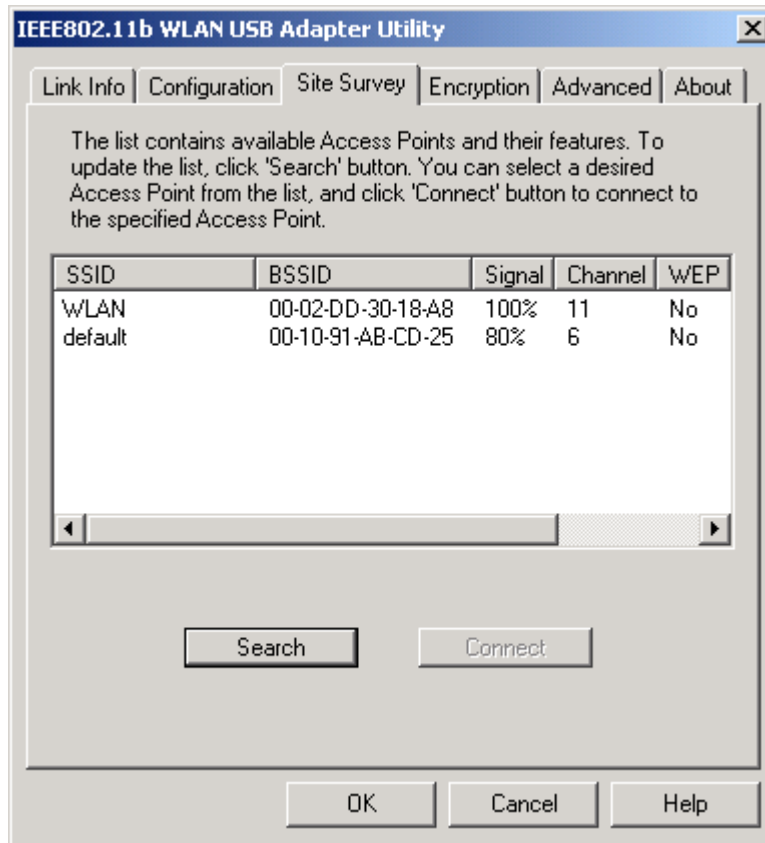 IEEE802.11b WLAN USB Adapter Utility
Link Info Configuration Site Survey Encryption Advanced About
The list contains available Access Points and their features. To
update the list, click 'Search' button. You can select a desired
Access Point from the list, and click 'Connect' button to connect to
the specified Access Point.
SSID BSSID Signal Channel WEP
WLAN 00-02-DD-30-18-A8 100% 11 No
default 00-10-91-AB-CD-25 80% 6 No
Search Connect
OK Cancel Help